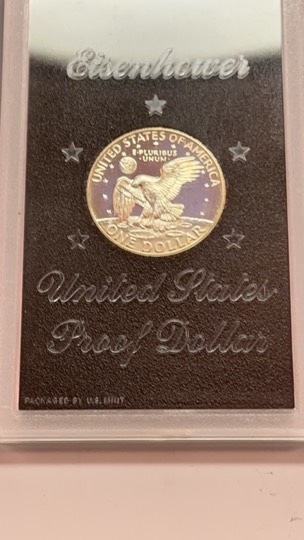 Eisenhower
UNITED STATES OF AMERICA
E·PLURIBUS
·UNUM·
ONE DOLLAR
United States
Proof Dollar
PACKAGED BY U.S. MINT